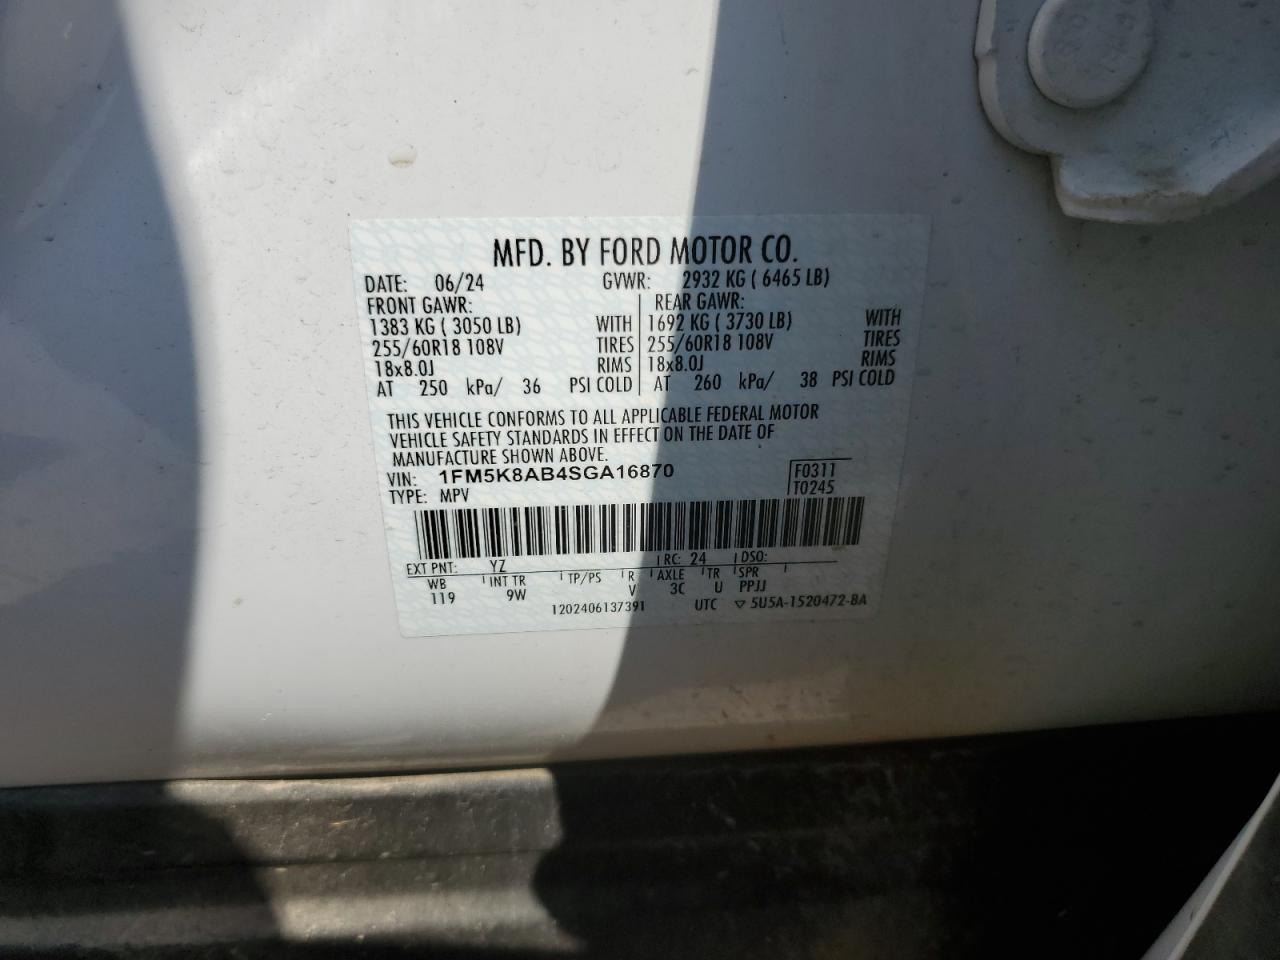 MFD. BY FORD MOTOR CO.
DATE: 06/24 GVWR: 2932 KG ( 6465 LB)
FRONT GAWR: REAR GAWR:
1383 KG ( 3050 LB) WITH 1692 KG ( 3730 LB) WITH
255/60R18 108V TIRES 255/60R18 108V TIRES
18x8.0J RIMS 18x8.0J RIMS
AT 250 kPa/ 36 PSI COLD AT 260 kPa/ 38 PSI COLD
THIS VEHICLE CONFORMS TO ALL APPLICABLE FEDERAL MOTOR
VEHICLE SAFETY STANDARDS IN EFFECT ON THE DATE OF
MANUFACTURE SHOWN ABOVE.
VIN: 1FM5K8AB4SGA16870 F0311
TYPE: MPV T0245
EXT PNT: YZ RC: 24 DSO:
WB INT TR TP/PS R AXLE TR SPR
119 9W V 3C U PPJJ
1202406137391 UTC ▽ 5U5A-1520472-BA